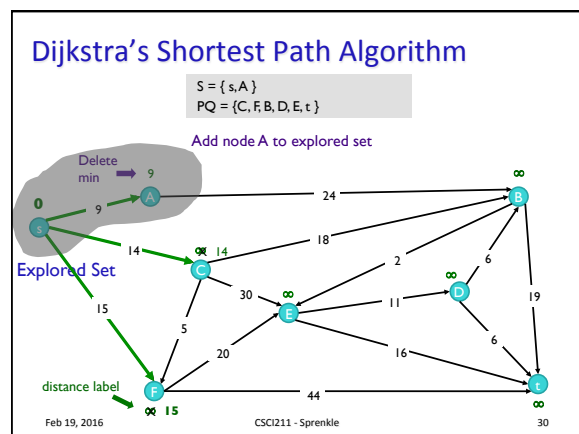 Dijkstra's Shortest Path Algorithm
S = { s, A }
PQ = {C, F, B, D, E, t }
Add node A to explored set
Delete
min
9
∞
0
A
24
B
9
s
18
∞ 14
14
C
2
∞
6
Explored Set
30
∞
D
19
E
11
15
5
6
20
16
distance label
F
44
t
∞ 15
∞
Feb 19, 2016
CSCI211 - Sprenkle
30